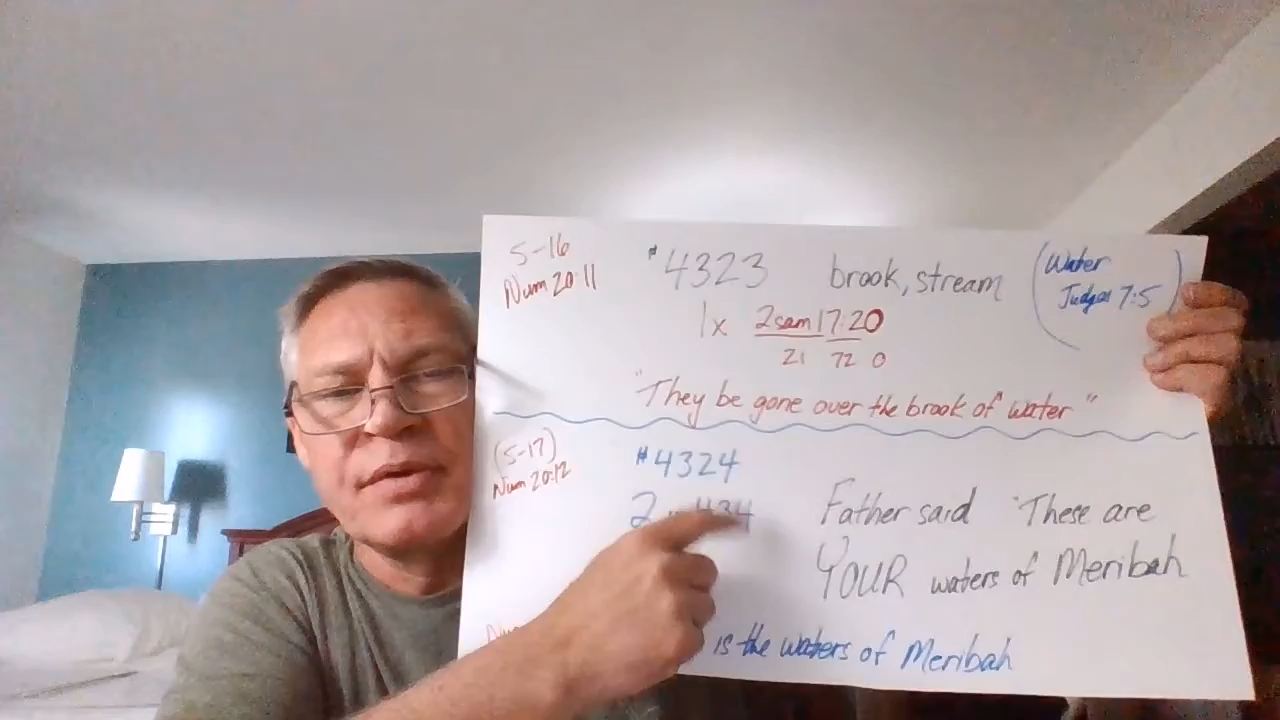 5-16
Num 20:11
#4323 brook, stream
(Water
Judges 7:5)
1x 2sam 17:20
21 72 0
"They be gone over the brook of water"
(5-17)
Num 20:12
#4324
2 434
Father said "These are
YOUR waters of Meribah
is the waters of Meribah